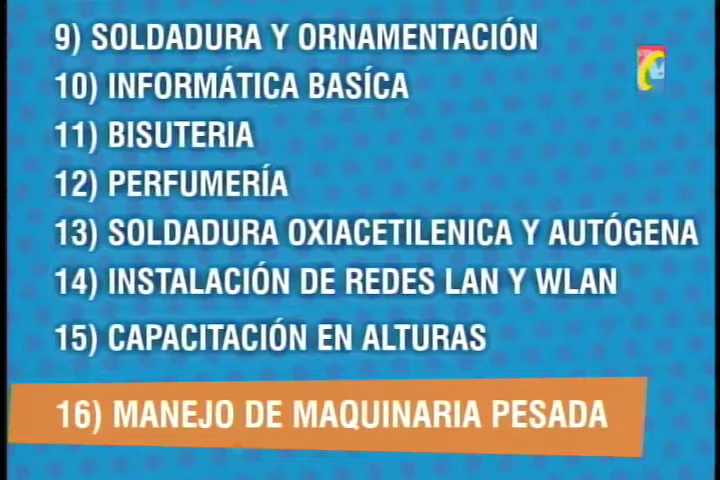 9) SOLDADURA Y ORNAMENTACIÓN
10) INFORMÁTICA BASÍCA
11) BISUTERIA
12) PERFUMERÍA
13) SOLDADURA OXIACETILENICA Y AUTÓGENA
14) INSTALACIÓN DE REDES LAN Y WLAN
15) CAPACITACIÓN EN ALTURAS
16) MANEJO DE MAQUINARIA PESADA